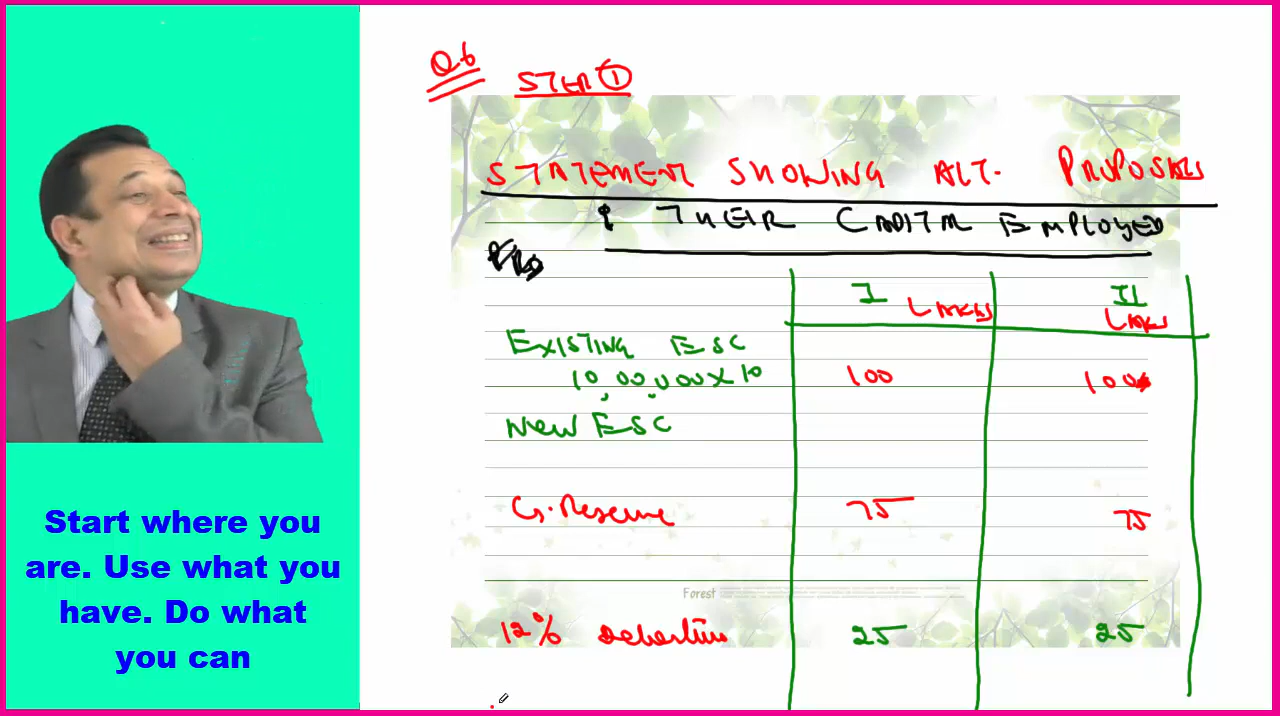 Start where you
are. Use what you
have. Do what
you can
Q6
STEP 1
STATEMENT SHOWING ALT. PROPOSALS
& THEIR CAPITAL EMPLOYED
I LAKHS II LAKHS
EXISTING ESC
10,00,000 X 10 100 100
NEW ESC
G. Reserve 75 75
Forest
12% Debentures 25 25